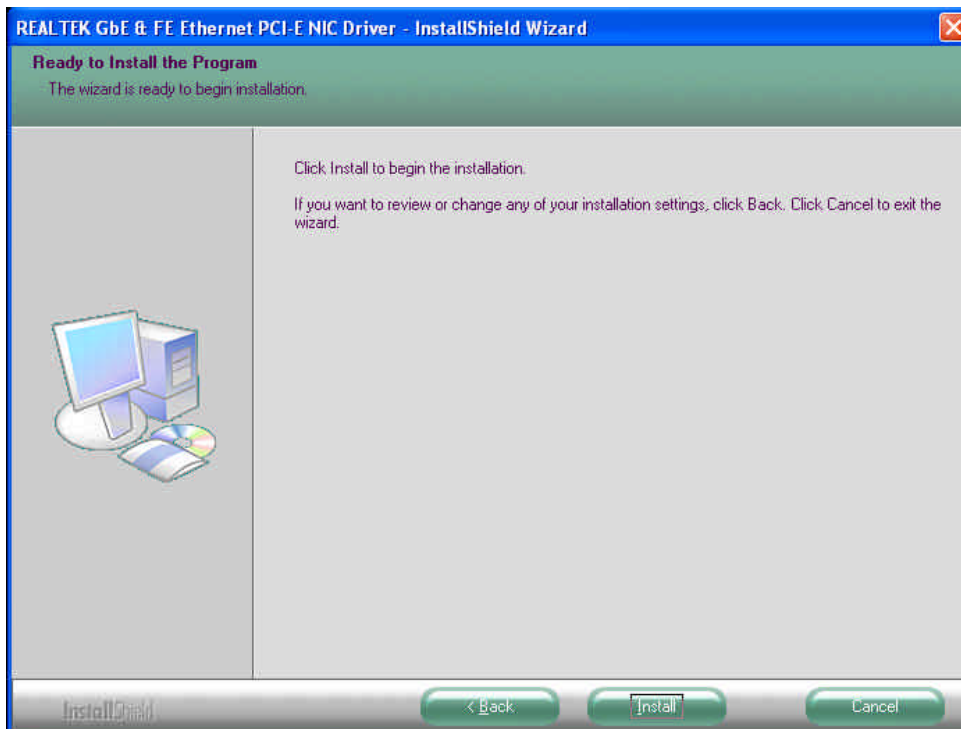 REALTEK GbE & FE Ethernet PCI-E NIC Driver - InstallShield Wizard
Ready to Install the Program
The wizard is ready to begin installation.
Click Install to begin the installation.
If you want to review or change any of your installation settings, click Back. Click Cancel to exit the
wizard.
InstallShield
< Back
Install
Cancel